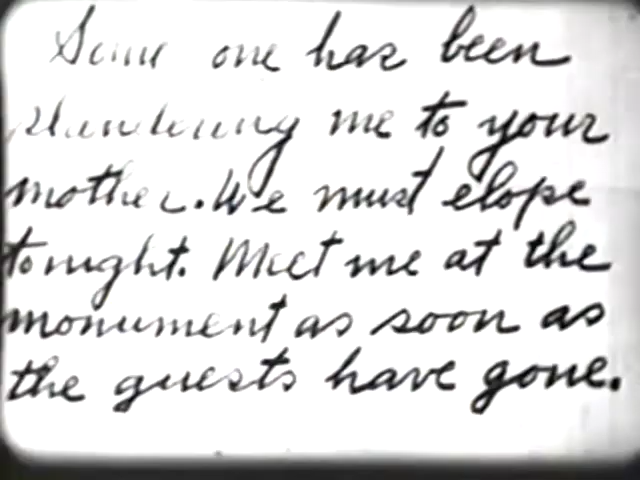 Some one has been
slandering me to your
mother. We must elope
tonight. Meet me at the
monument as soon as
the guests have gone.